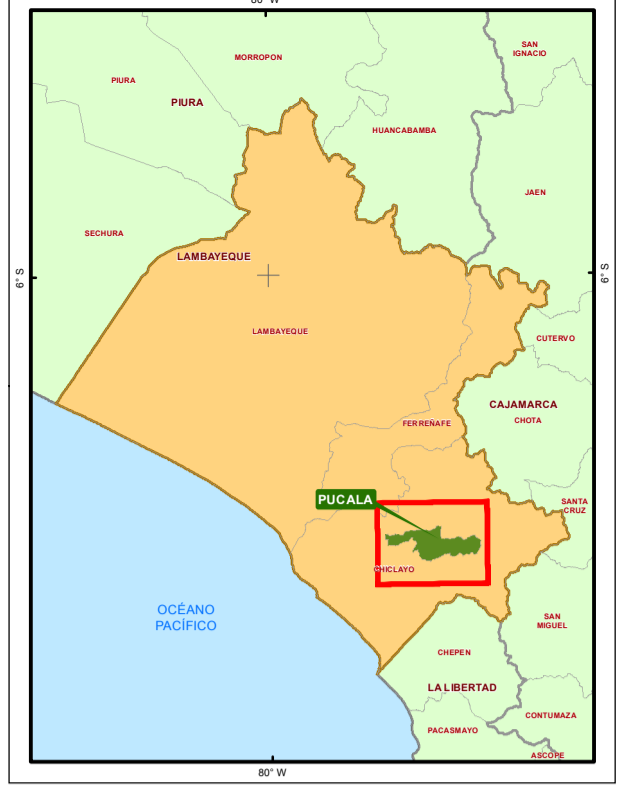 80° W
SAN
IGNACIO
MORROPON
PIURA
PIURA
HUANCABAMBA
JAEN
SECHURA
LAMBAYEQUE
6° S
6° S
LAMBAYEQUE
CUTERVO
CAJAMARCA
CHOTA
FERREÑAFE
PUCALA
SANTA
CRUZ
CHICLAYO
OCÉANO
PACÍFICO
SAN
MIGUEL
CHEPEN
LA LIBERTAD
CONTUMAZA
PACASMAYO
ASCOPE
80° W